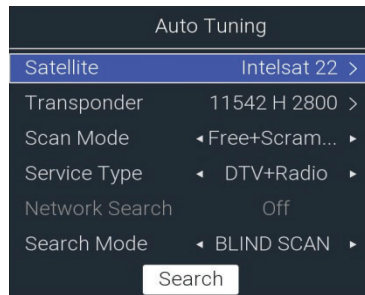 Auto Tuning
Satellite Intelsat 22 >
Transponder 11542 H 2800 >
Scan Mode ◂ Free+Scram... ▸
Service Type ◂ DTV+Radio ▸
Network Search Off
Search Mode ◂ BLIND SCAN ▸
Search